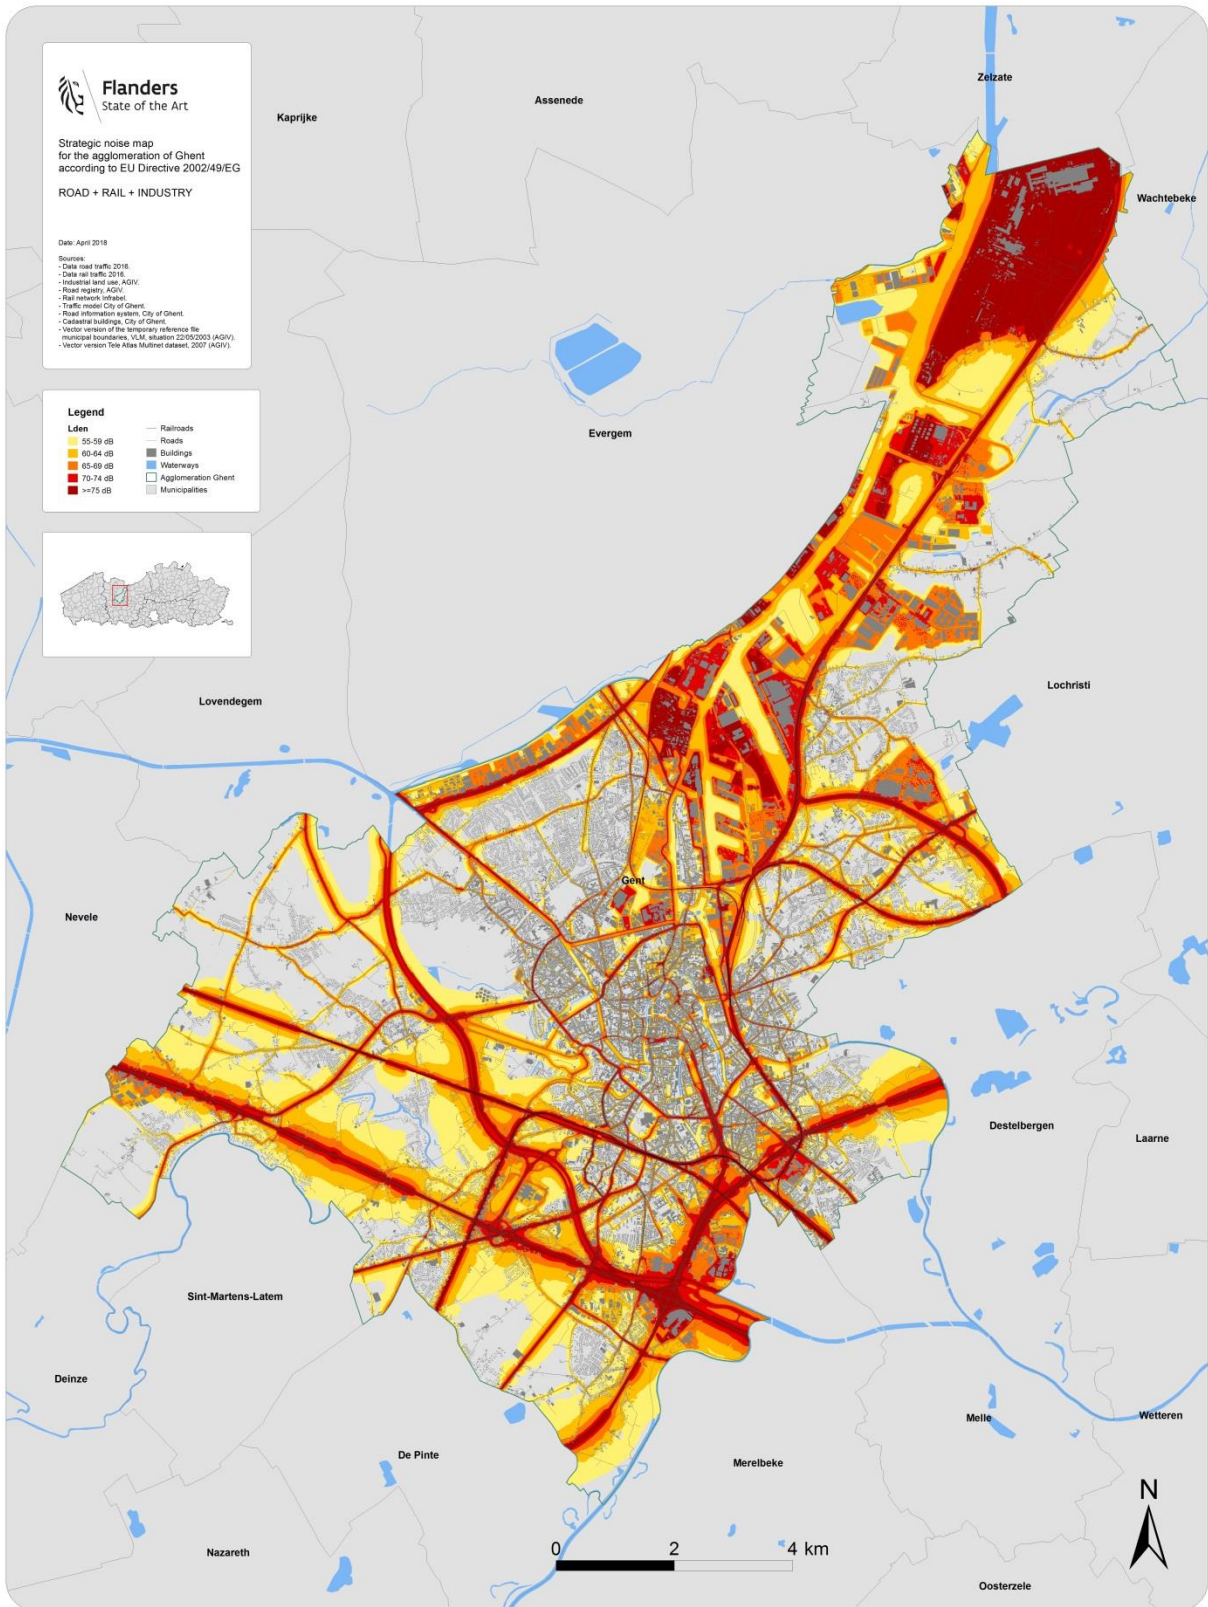 Flanders
State of the Art
Strategic noise map
for the agglomeration of Ghent
according to EU Directive 2002/49/EG
ROAD + RAIL + INDUSTRY
Date: April 2018
Sources:
- Data road traffic 2016.
- Data rail traffic 2016.
- Industrial land use, AGIV.
- Road registry, AGIV.
- Rail network Infrabel.
- Traffic model City of Ghent.
- Road information system, City of Ghent.
- Cadastral buildings, City of Ghent.
- Vector version of the temporary reference file
municipal boundaries, VLM, situation 22/05/2003 (AGIV).
- Vector version Tele Atlas Multinet dataset, 2007 (AGIV).
Legend
Lden
55-59 dB
60-64 dB
65-69 dB
70-74 dB
>=75 dB
Railroads
Roads
Buildings
Waterways
Agglomeration Ghent
Municipalities
Zelzate
Assenede
Kaprijke
Wachtebeke
Evergem
Lochristi
Lovendegem
Gent
Nevele
Destelbergen
Laarne
Sint-Martens-Latem
Deinze
Melle
Wetteren
De Pinte
Merelbeke
Nazareth
Oosterzele
N
0 2 4 km